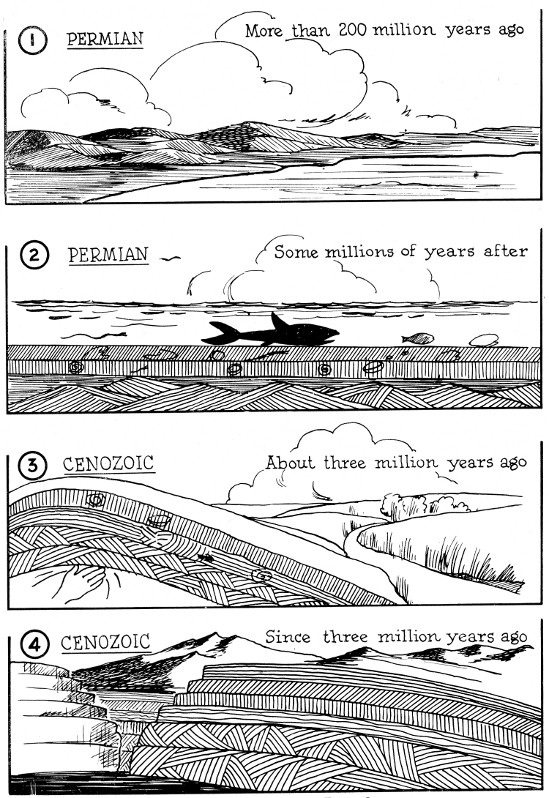 1 PERMIAN More than 200 million years ago
2 PERMIAN Some millions of years after
3 CENOZOIC About three million years ago
4 CENOZOIC Since three million years ago